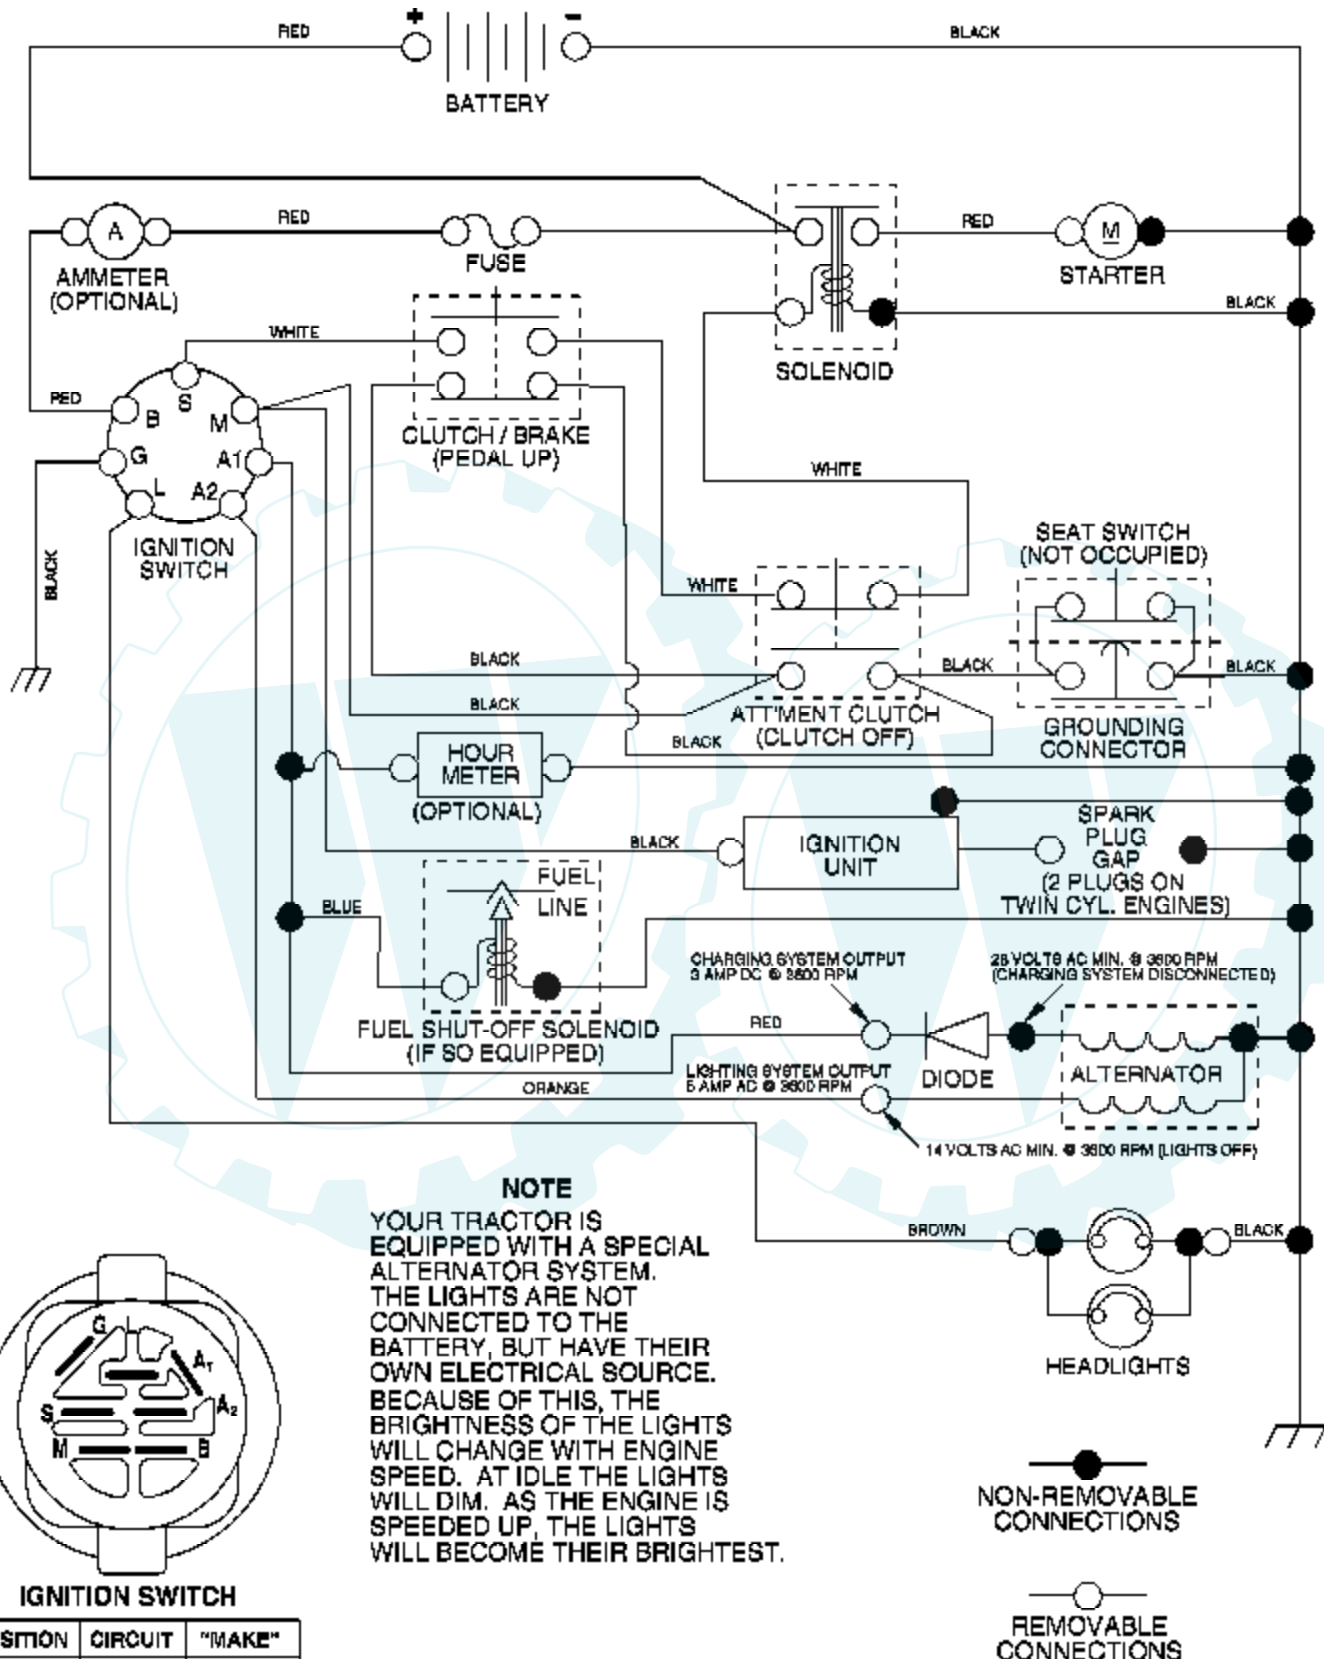 +
-
RED
BLACK
BATTERY
RED
A
AMMETER
(OPTIONAL)
FUSE
RED
M
STARTER
BLACK
SOLENOID
WHITE
CLUTCH / BRAKE
(PEDAL UP)
RED
S
B
M
G
A1
L
A2
IGNITION
SWITCH
BLACK
WHITE
SEAT SWITCH
(NOT OCCUPIED)
WHITE
BLACK
BLACK
BLACK
BLACK
ATT'MENT CLUTCH
(CLUTCH OFF)
BLACK
GROUNDING
CONNECTOR
HOUR
METER
(OPTIONAL)
BLACK
IGNITION
UNIT
SPARK
PLUG
GAP
(2 PLUGS ON
TWIN CYL. ENGINES)
BLUE
FUEL
LINE
FUEL SHUT-OFF SOLENOID
(IF SO EQUIPPED)
CHARGING SYSTEM OUTPUT
3 AMP DC @ 3600 RPM
28 VOLTS AC MIN. @ 3600 RPM
(CHARGING SYSTEM DISCONNECTED)
RED
DIODE
ALTERNATOR
LIGHTING SYSTEM OUTPUT
5 AMP AC @ 3600 RPM
ORANGE
14 VOLTS AC MIN. @ 3600 RPM (LIGHTS OFF)
NOTE
YOUR TRACTOR IS
EQUIPPED WITH A SPECIAL
ALTERNATOR SYSTEM.
THE LIGHTS ARE NOT
CONNECTED TO THE
BATTERY, BUT HAVE THEIR
OWN ELECTRICAL SOURCE.
BECAUSE OF THIS, THE
BRIGHTNESS OF THE LIGHTS
WILL CHANGE WITH ENGINE
SPEED. AT IDLE THE LIGHTS
WILL DIM. AS THE ENGINE IS
SPEEDED UP, THE LIGHTS
WILL BECOME THEIR BRIGHTEST.
BROWN
BLACK
HEADLIGHTS
G
L
A1
S
A2
M
B
IGNITION SWITCH
SITION CIRCUIT "MAKE"
NON-REMOVABLE
CONNECTIONS
REMOVABLE
CONNECTIONS